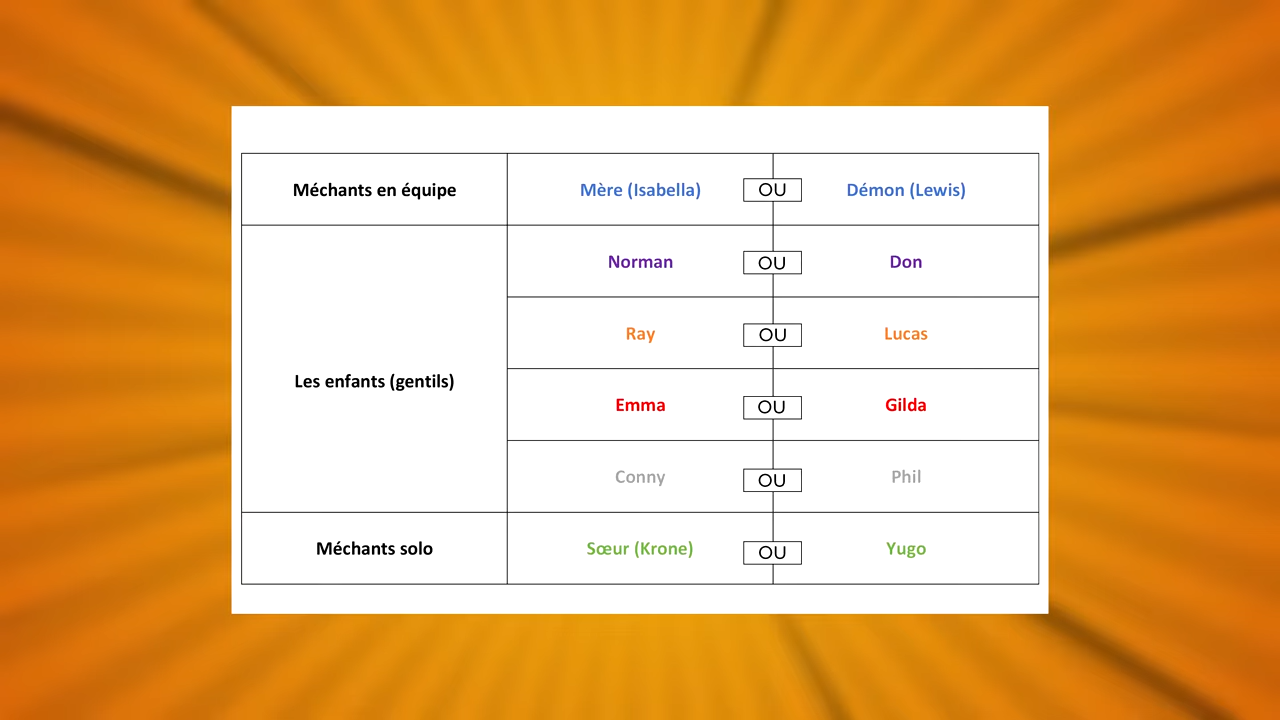 Méchants en équipe Mère (Isabella) OU Démon (Lewis)
Norman OU Don
Ray OU Lucas
Les enfants (gentils)
Emma OU Gilda
Conny OU Phil
Méchants solo Sœur (Krone) OU Yugo